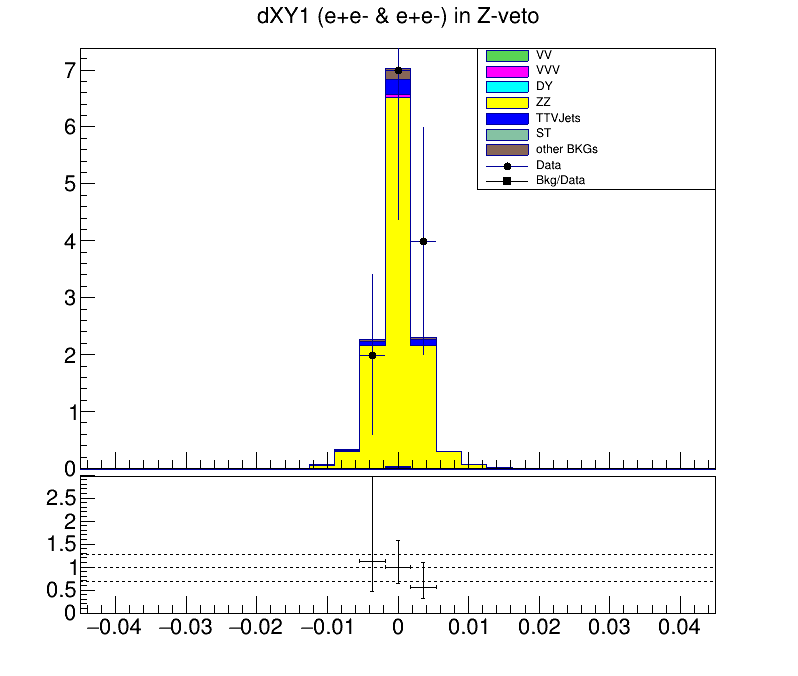 dXY1 (e+e- & e+e-) in Z-veto
7
6
5
4
3
2
1
0
VV
VVV
DY
ZZ
TTVJets
ST
other BKGs
Data
Bkg/Data
2.5
2
1.5
1
0.5
0
−0.04 −0.03 −0.02 −0.01 0 0.01 0.02 0.03 0.04